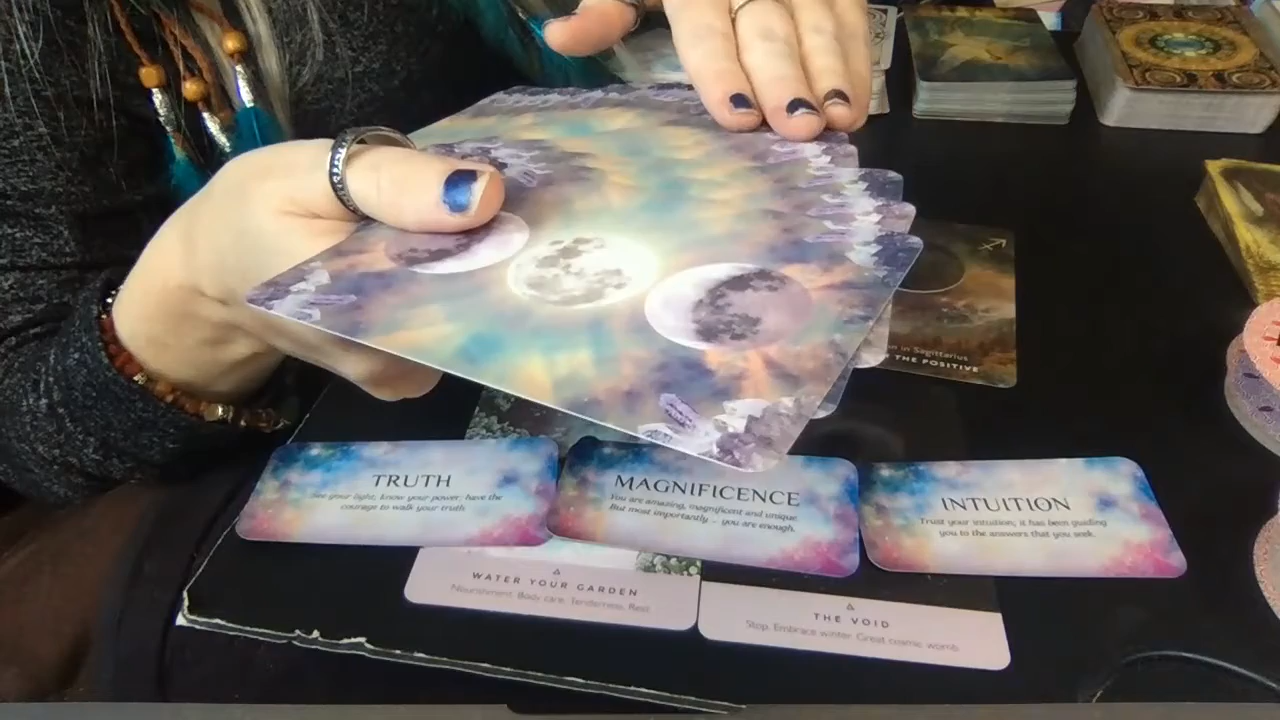 in Sagittarius
THE POSITIVE
TRUTH
See your light, know your power; have the
courage to walk your truth.
MAGNIFICENCE
You are amazing, magnificent and unique.
But most importantly ... you are enough.
INTUITION
Trust your intuition; it has been guiding
you to the answers that you seek.
WATER YOUR GARDEN
Nourishment. Body care. Tenderness. Rest.
THE VOID
Stop. Embrace winter. Great cosmic womb.